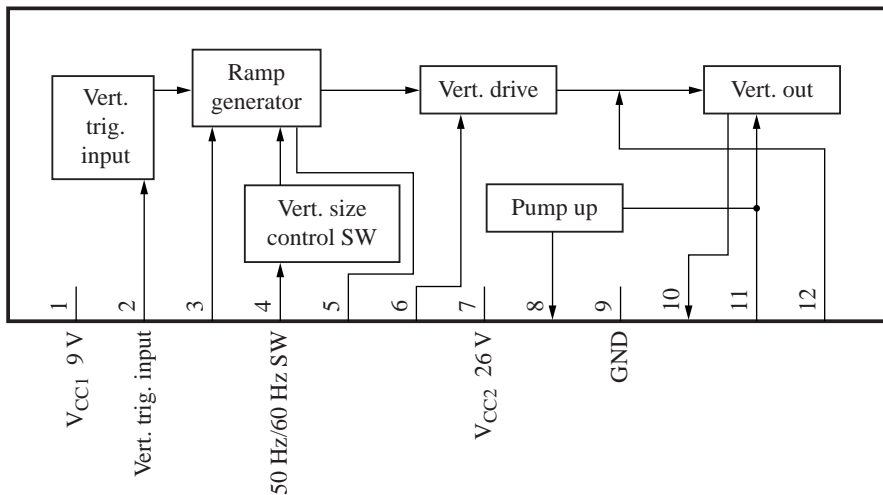 Vert.
trig.
input
Ramp
generator
Vert. drive
Vert. out
Vert. size
control SW
Pump up
1
2
3
4
5
6
7
8
9
10
11
12
VCC1 9 V
Vert. trig. input
50 Hz/60 Hz SW
VCC2 26 V
GND